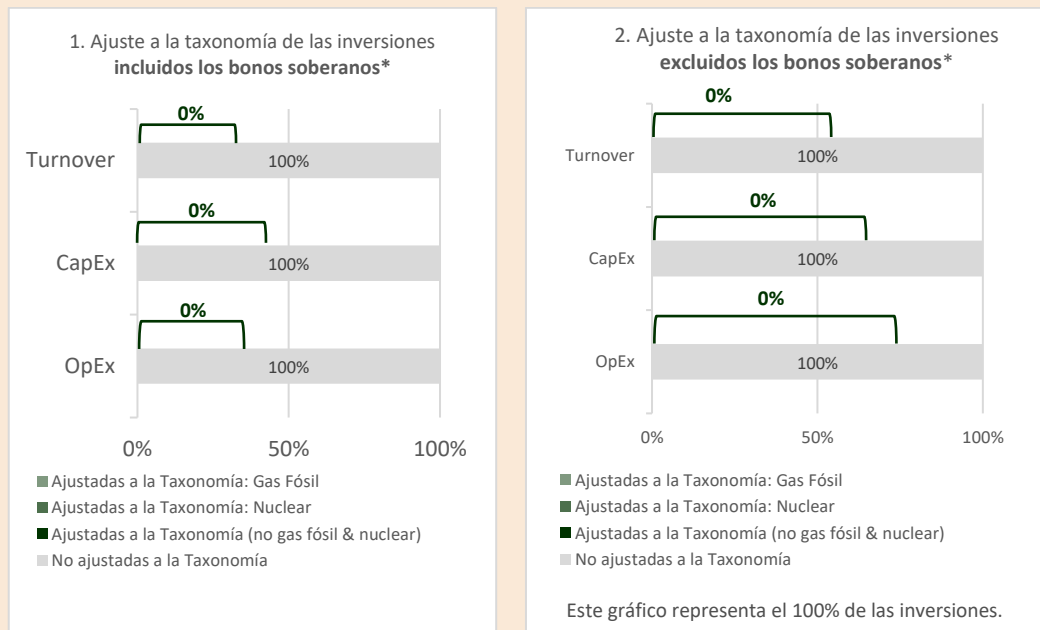 1. Ajuste a la taxonomía de las inversiones
incluidos los bonos soberanos*
0%
Turnover
100%
0%
CapEx
100%
0%
OpEx
100%
0%
50%
100%
Ajustadas a la Taxonomía: Gas Fósil
Ajustadas a la Taxonomía: Nuclear
Ajustadas a la Taxonomía (no gas fósil & nuclear)
No ajustadas a la Taxonomía
2. Ajuste a la taxonomía de las inversiones
excluidos los bonos soberanos*
0%
Turnover
100%
0%
CapEx
100%
0%
OpEx
100%
0%
50%
100%
Ajustadas a la Taxonomía: Gas Fósil
Ajustadas a la Taxonomía: Nuclear
Ajustadas a la Taxonomía (no gas fósil & nuclear)
No ajustadas a la Taxonomía
Este gráfico representa el 100% de las inversiones.